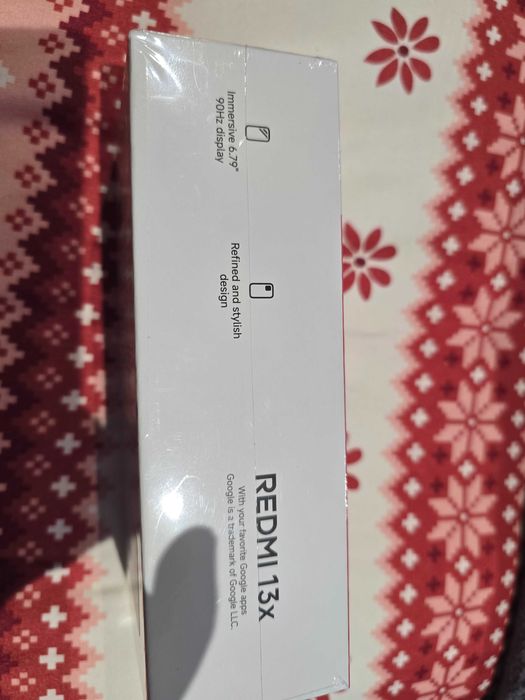 Immersive 6.79"
90Hz display
Refined and stylish
design
REDMI 13x
With your favorite Google apps
Google is a trademark of Google LLC.